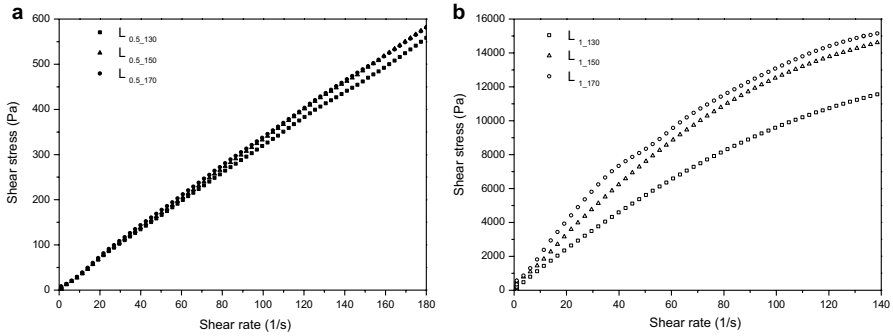 a
600
500
400
300
200
100
0
Shear stress (Pa)
L0.5_130
L0.5_150
L0.5_170
0 20 40 60 80 100 120 140 160 180
Shear rate (1/s)
b
16000
14000
12000
10000
8000
6000
4000
2000
0
Shear stress (Pa)
L1_130
L1_150
L1_170
0 20 40 60 80 100 120 140
Shear rate (1/s)